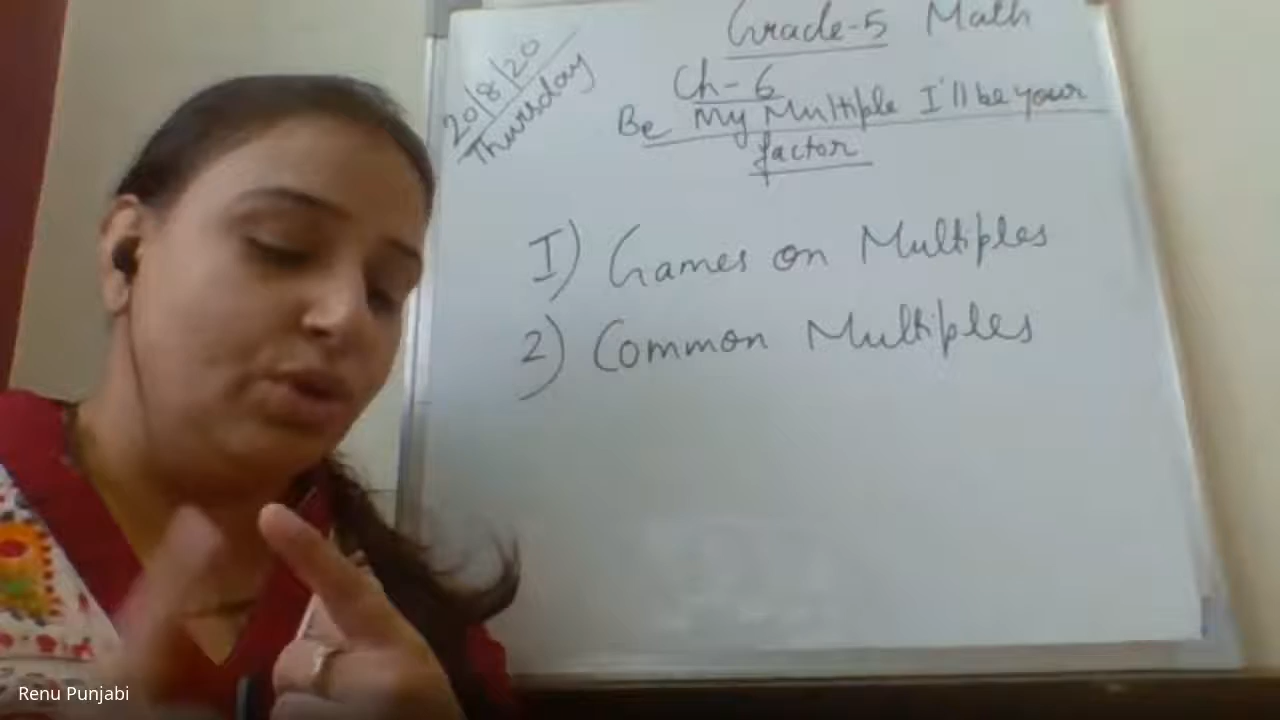 20/8/20
Thursday
Grade-5 Math
Ch-6
Be My Multiple I'll be your
factor
1) Games on Multiples
2) Common Multiples
Renu Punjabi